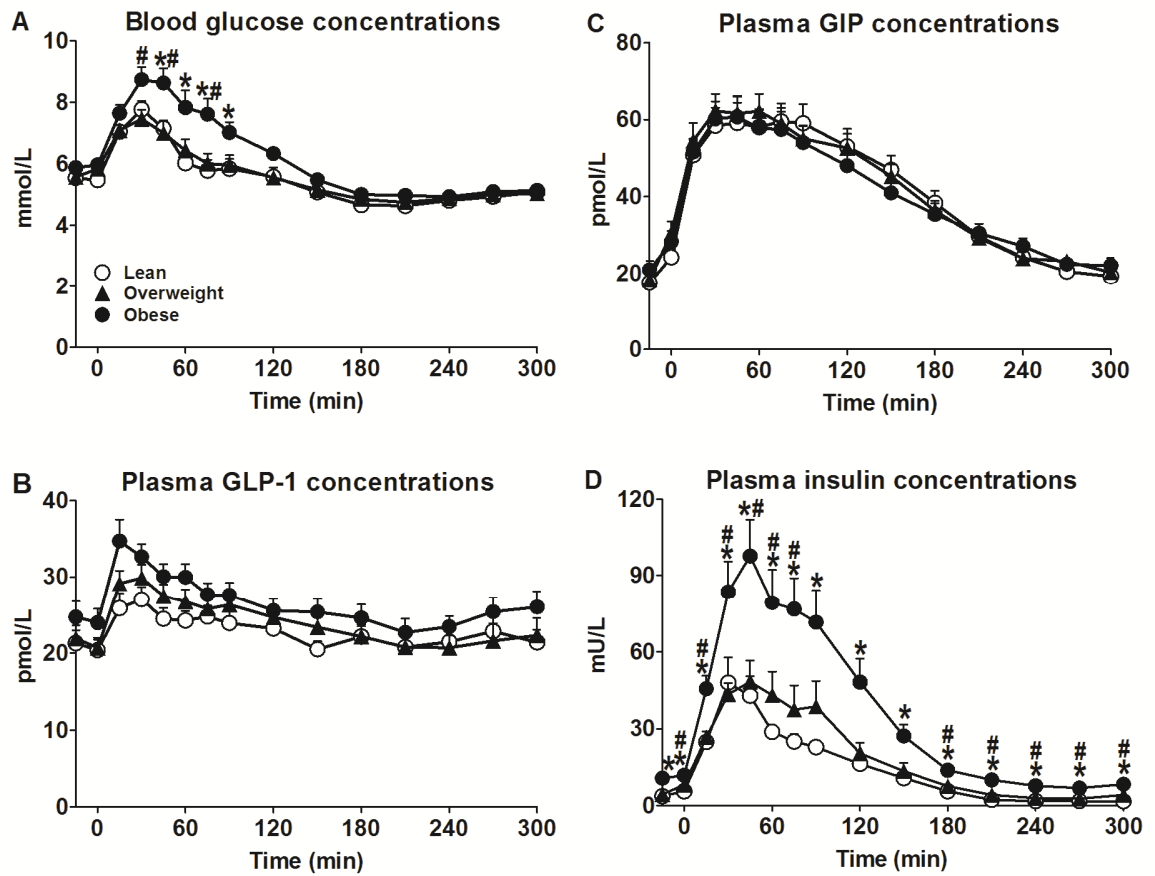 A Blood glucose concentrations
10
8
6
4
2
0
mmol/L
# *# * *# *
Lean
Overweight
Obese
0 60 120 180 240 300
Time (min)
C Plasma GIP concentrations
80
60
40
20
0
pmol/L
0 60 120 180 240 300
Time (min)
B Plasma GLP-1 concentrations
40
30
20
10
0
pmol/L
0 60 120 180 240 300
Time (min)
D Plasma insulin concentrations
120
90
60
30
0
mU/L
* #* #* #* *# #* #* * * * #* #* #* #* #*
0 60 120 180 240 300
Time (min)